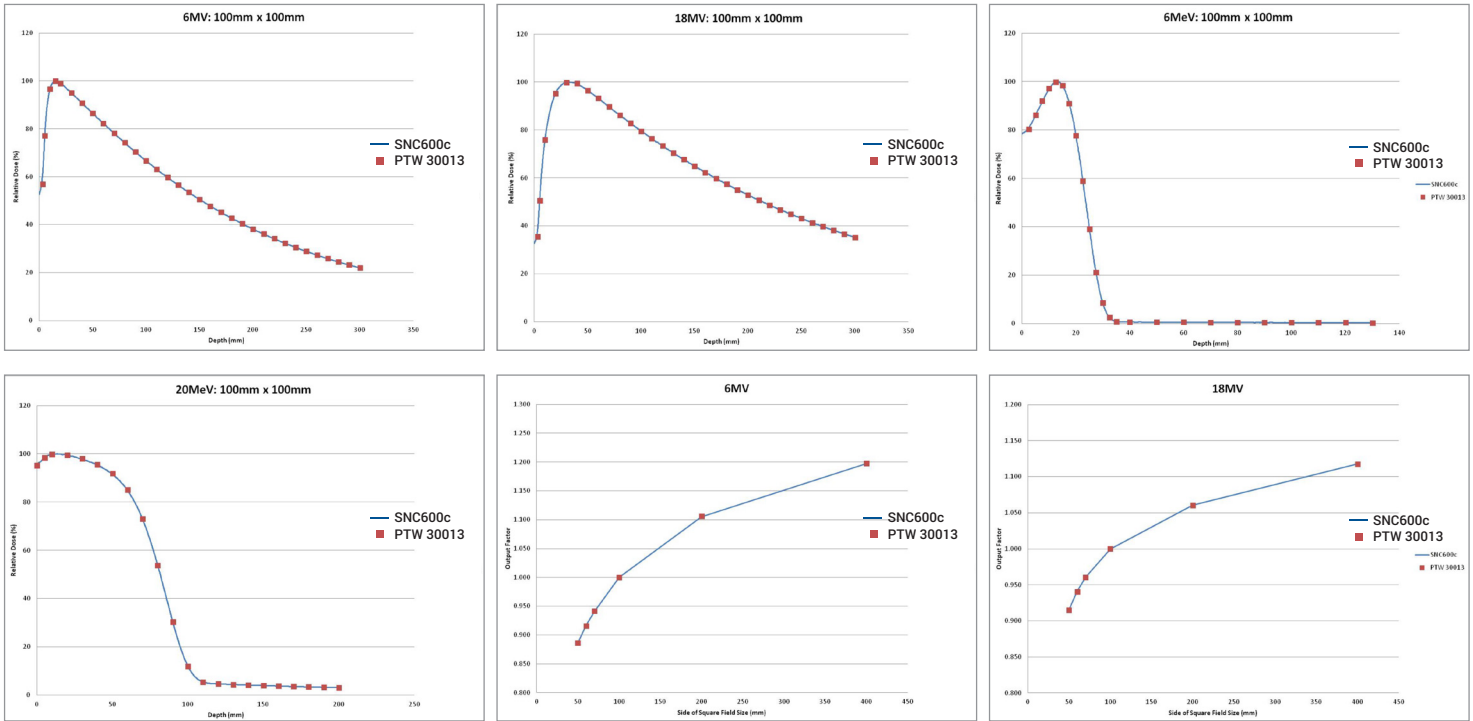 6MV: 100mm x 100mm
120
100
80
60
40
20
0
Relative Dose (%)
0 50 100 150 200 250 300 350
Depth (mm)
SNC600c
PTW 30013
18MV: 100mm x 100mm
120
100
80
60
40
20
0
Relative Dose (%)
0 50 100 150 200 250 300 350
Depth (mm)
SNC600c
PTW 30013
6MeV: 100mm x 100mm
120
100
80
60
40
20
0
Relative Dose (%)
0 20 40 60 80 100 120 140
Depth (mm)
SNC600c
PTW 30013
SNC600c
PTW 30013
20MeV: 100mm x 100mm
120
100
80
60
40
20
0
Relative Dose (%)
0 50 100 150 200 250
Depth (mm)
SNC600c
PTW 30013
6MV
1.300
1.250
1.200
1.150
1.100
1.050
1.000
0.950
0.900
0.850
0.800
Output Factor
0 50 100 150 200 250 300 350 400 450
Side of Square Field Size (mm)
SNC600c
PTW 30013
18MV
1.200
1.150
1.100
1.050
1.000
0.950
0.900
0.850
0.800
Output Factor
0 50 100 150 200 250 300 350 400 450
Side of Square Field Size (mm)
SNC600c
PTW 30013
SNC600c
PTW 30013